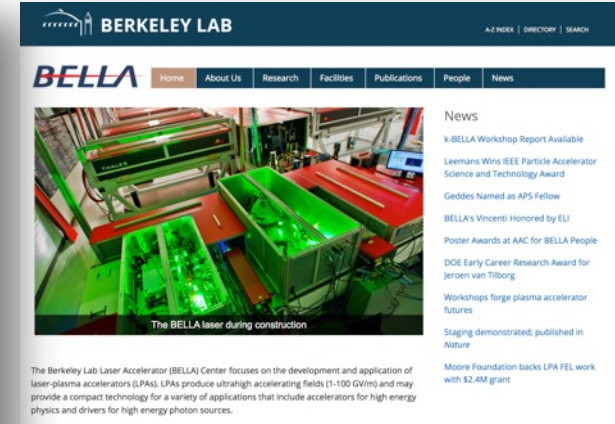 BERKELEY LAB
A-Z INDEX | DIRECTORY | SEARCH
BELLA
Home About Us Research Facilities Publications People News
THALES
The BELLA laser during construction
The Berkeley Lab Laser Accelerator (BELLA) Center focuses on the development and application of
laser-plasma accelerators (LPAs). LPAs produce ultrahigh accelerating fields (1-100 GV/m) and may
provide a compact technology for a variety of applications that include accelerators for high energy
physics and drivers for high energy photon sources.
News
k-BELLA Workshop Report Available
Leemans Wins IEEE Particle Accelerator
Science and Technology Award
Geddes Named as APS Fellow
BELLA's Vincenti Honored by ELI
Poster Awards at AAC for BELLA People
DOE Early Career Research Award for
Jeroen van Tilborg
Workshops forge plasma accelerator
futures
Staging demonstrated; published in
Nature
Moore Foundation backs LPA FEL work
with $2.4M grant